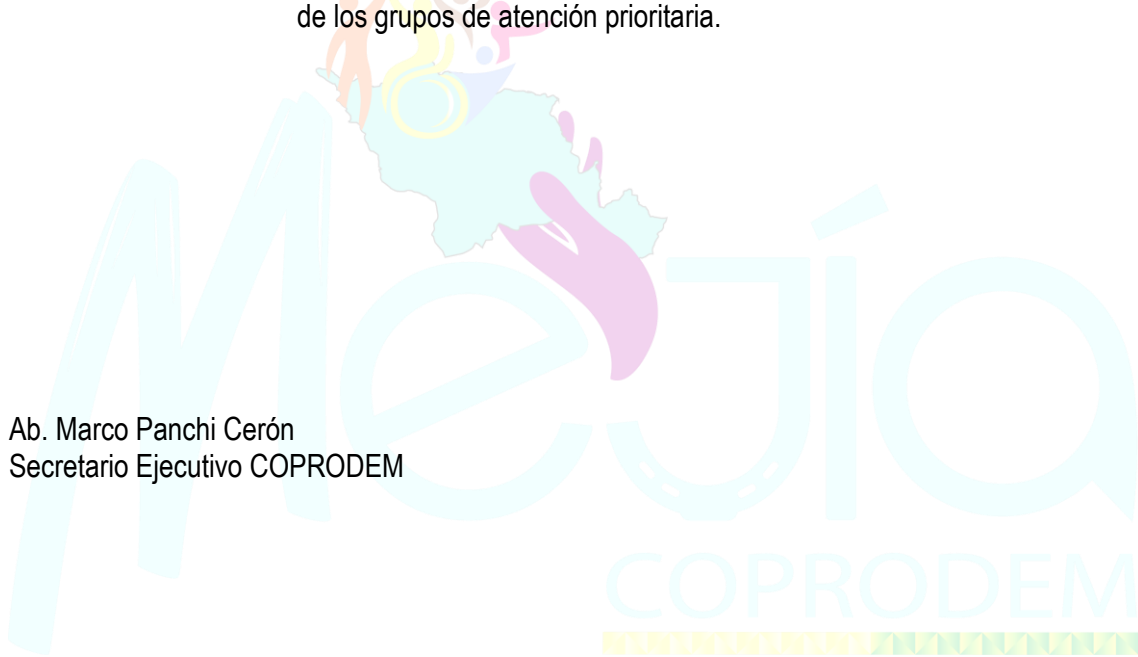 de los grupos de atención prioritaria.
Mejía
Ab. Marco Panchi Cerón
Secretario Ejecutivo COPRODEM
COPRODEM